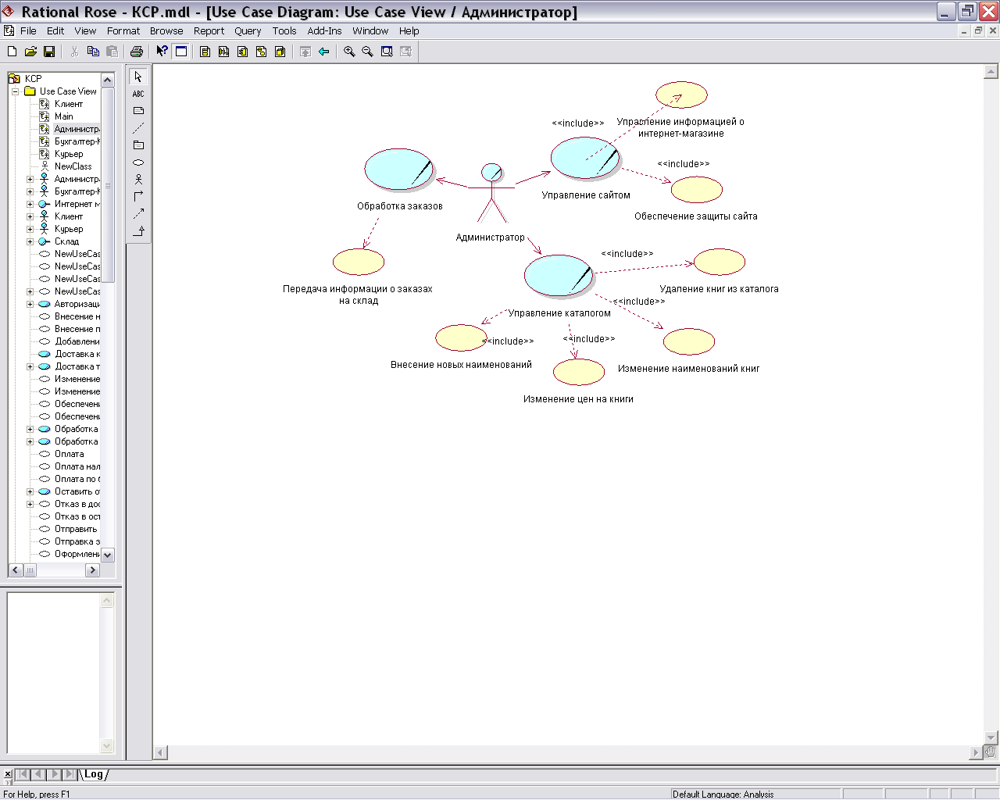 Rational Rose - КСР.mdl - [Use Case Diagram: Use Case View / Администратор]
File Edit View Format Browse Report Query Tools Add-Ins Window Help
КСР
Use Case View
Клиент
Main
Администр
Бухгалтер-К
Курьер
NewClass
Администр
Бухгалтер-К
Интернет м
Клиент
Курьер
Склад
NewUseCas
NewUseCas
NewUseCas
NewUseCas
Авторизаци
Внесение н
Внесение п
Добавлени
Доставка к
Доставка т
Изменение
Изменение
Обеспечени
Обеспечени
Обработка
Обработка
Оплата
Оплата нал
Оплата по б
Оставить о
Отказ в дос
Отказ в ост
Отправить
Отправка з
Оформлени
ABC
<<include>>
Управление информацией о
интернет-магазине
<<include>>
Управление сайтом
Обеспечение защиты сайта
Обработка заказов
Администратор
<<include>>
Передача информации о заказах
на склад
Удаление книг из каталога
<<include>>
Управление каталогом
<<include>>
<<include>>
Внесение новых наименований
Изменение наименований книг
Изменение цен на книги
Log
For Help, press F1
Default Language: Analysis